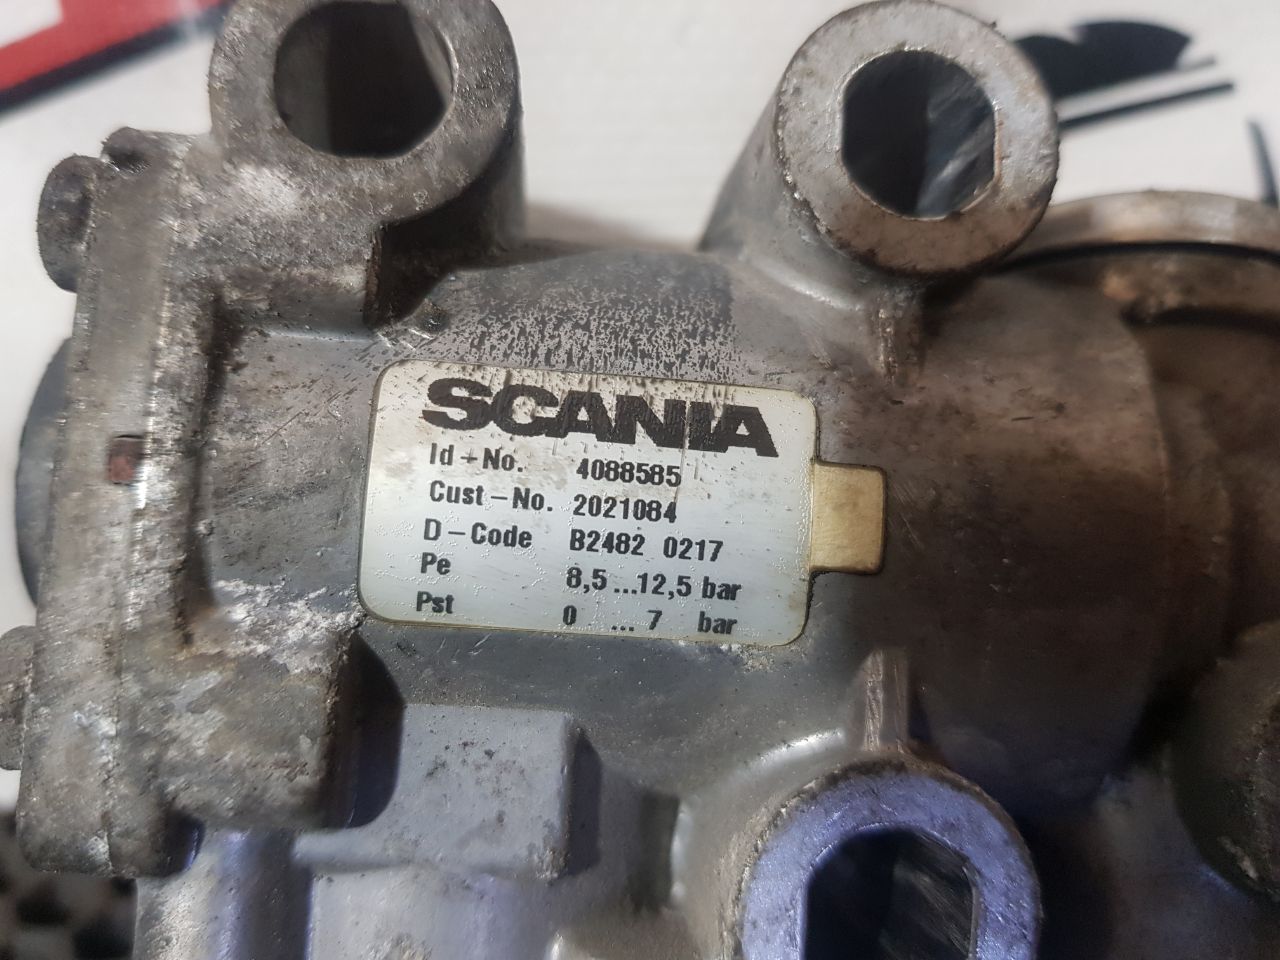 SCANIA
Id-No. 4088585
Cust-No. 2021084
D-Code B2482 0217
Pe 8,5 ...12,5 bar
Pst 0 ... 7 bar